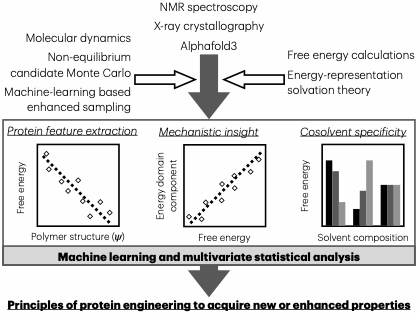 NMR spectroscopy
X-ray crystallography
Alphafold3
Molecular dynamics
Non-equilibrium
candidate Monte Carlo
Machine-learning based
enhanced sampling
Free energy calculations
Energy-representation
solvation theory
Protein feature extraction
Free energy
Polymer structure (ψ)
Mechanistic insight
Energy domain
component
Free energy
Cosolvent specificity
Free energy
Solvent composition
Machine learning and multivariate statistical analysis
Principles of protein engineering to acquire new or enhanced properties